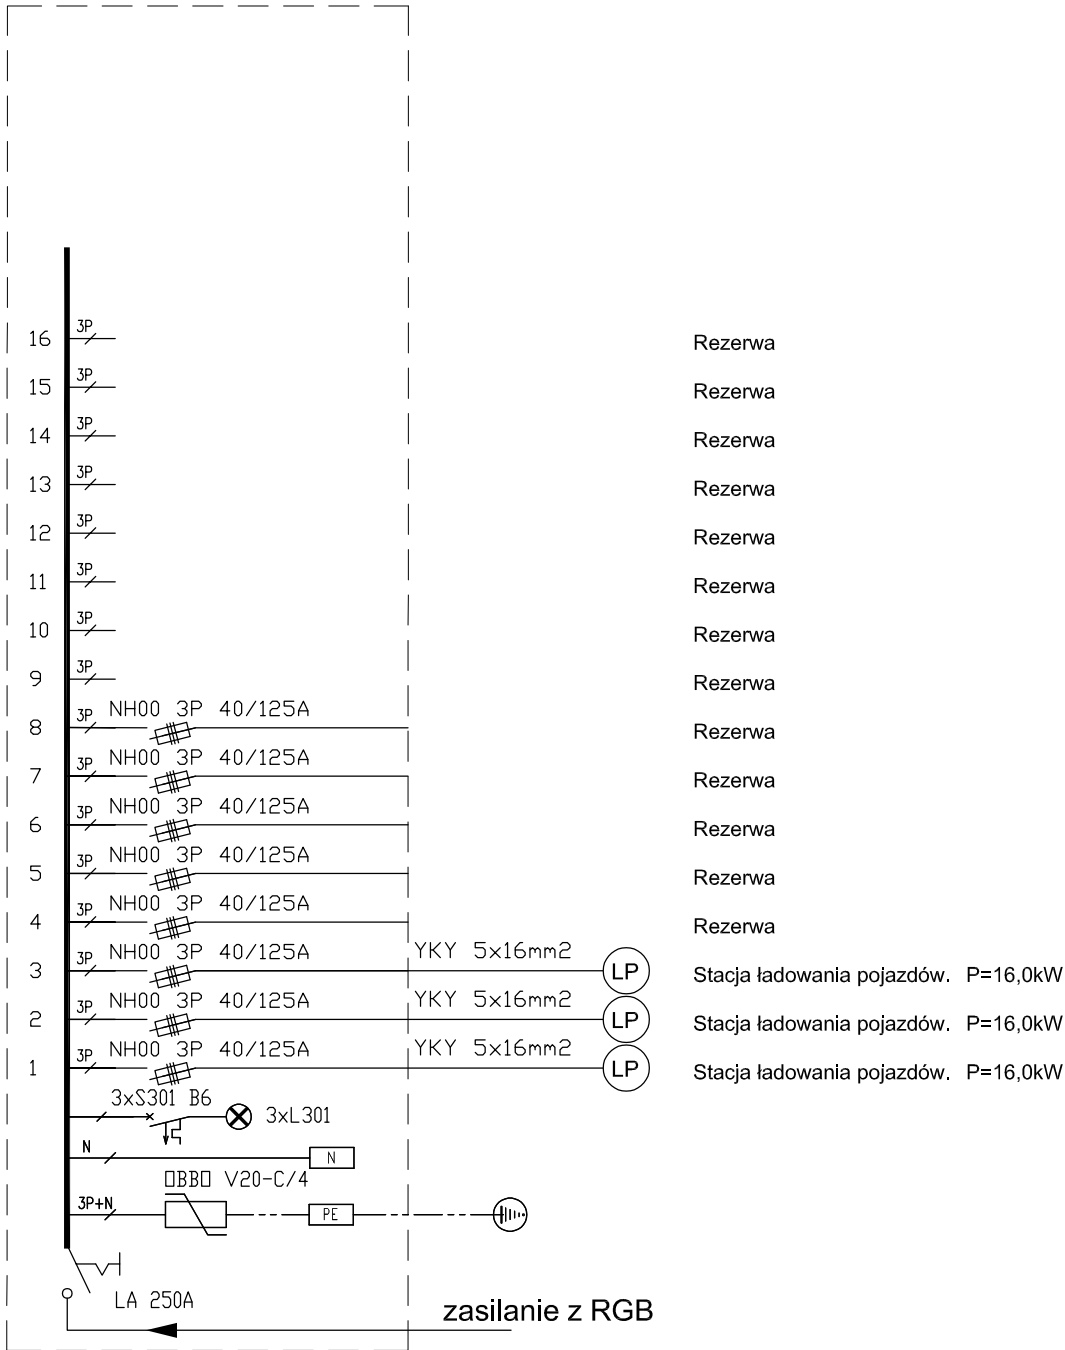 16 3P Rezerwa
15 3P Rezerwa
14 3P Rezerwa
13 3P Rezerwa
12 3P Rezerwa
11 3P Rezerwa
10 3P Rezerwa
9 3P Rezerwa
8 3P NH00 3P 40/125A Rezerwa
7 3P NH00 3P 40/125A Rezerwa
6 3P NH00 3P 40/125A Rezerwa
5 3P NH00 3P 40/125A Rezerwa
4 3P NH00 3P 40/125A Rezerwa
3 3P NH00 3P 40/125A YKY 5x16mm2 LP Stacja ładowania pojazdów. P=16,0kW
2 3P NH00 3P 40/125A YKY 5x16mm2 LP Stacja ładowania pojazdów. P=16,0kW
1 3P NH00 3P 40/125A YKY 5x16mm2 LP Stacja ładowania pojazdów. P=16,0kW
3xS301 B6 3xL301
N N
OBBO V20-C/4
3P+N PE
LA 250A
zasilanie z RGB